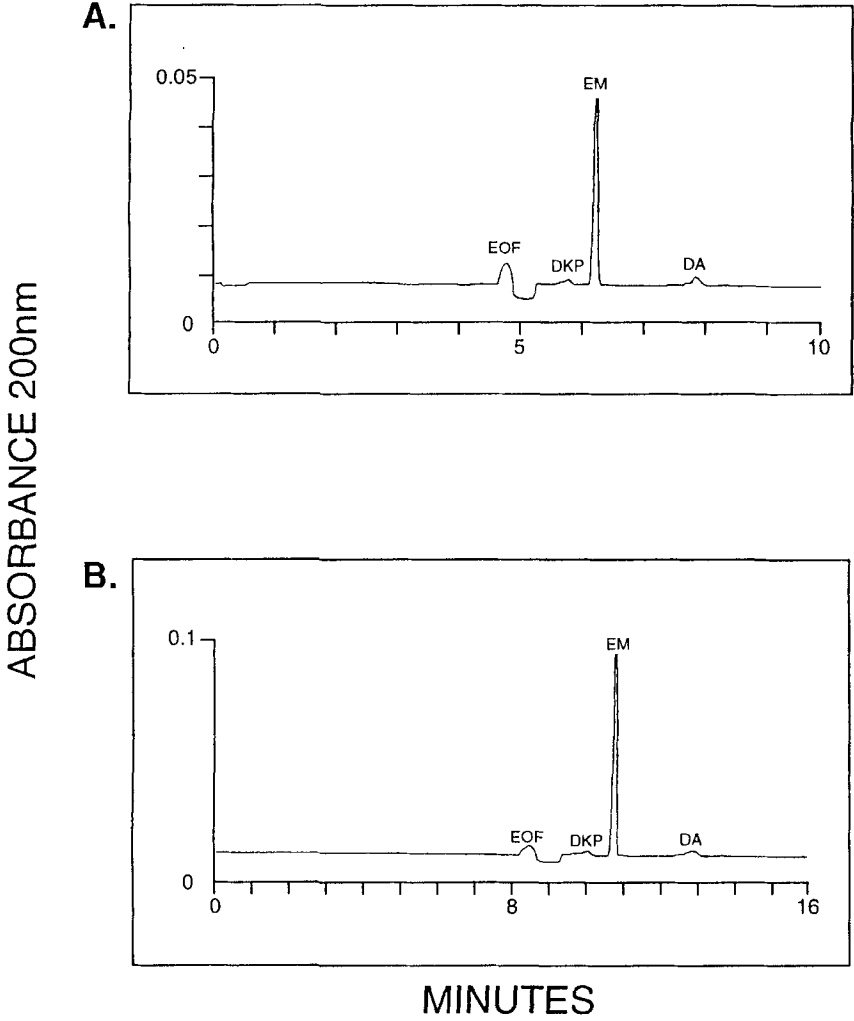 A.
0.05
EM
EOF
DKP
DA
0
0
5
10
ABSORBANCE 200nm
B.
0.1
EM
EOF
DKP
DA
0
0
8
16
MINUTES